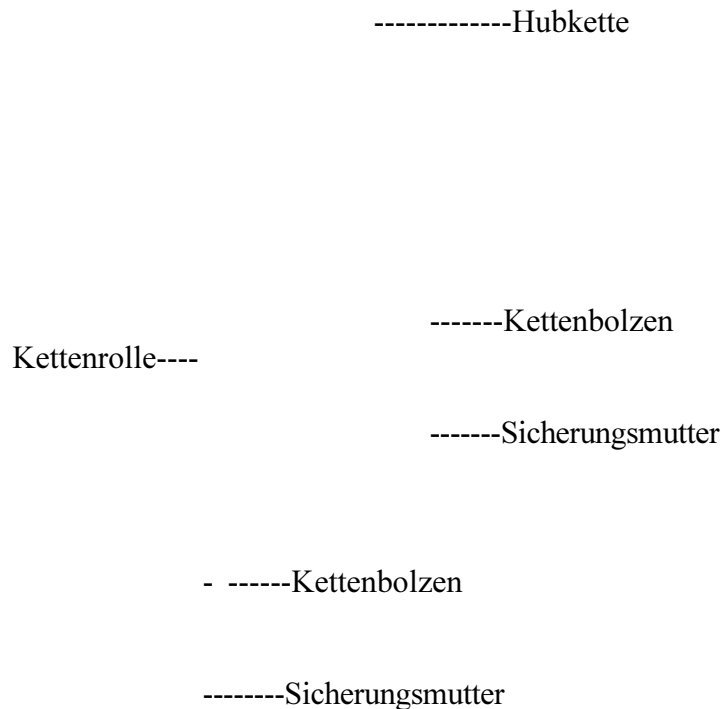 -------------Hubkette
-------Kettenbolzen
Kettenrolle----
-------Sicherungsmutter
- ------Kettenbolzen
--------Sicherungsmutter